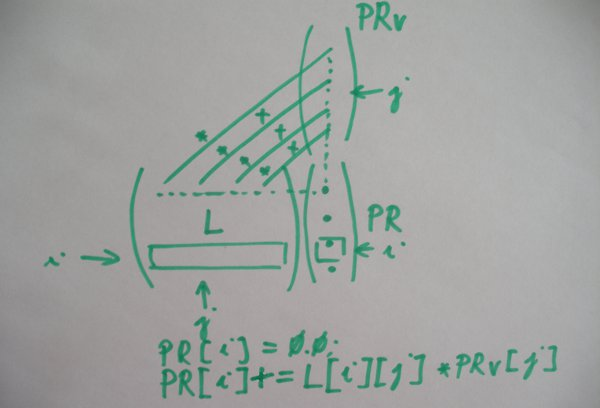 PRv
* + * + * + *
j
L
PR
i
i
j
PR[i] = 0.0;
PR[i] += L[i][j] * PRv[j]